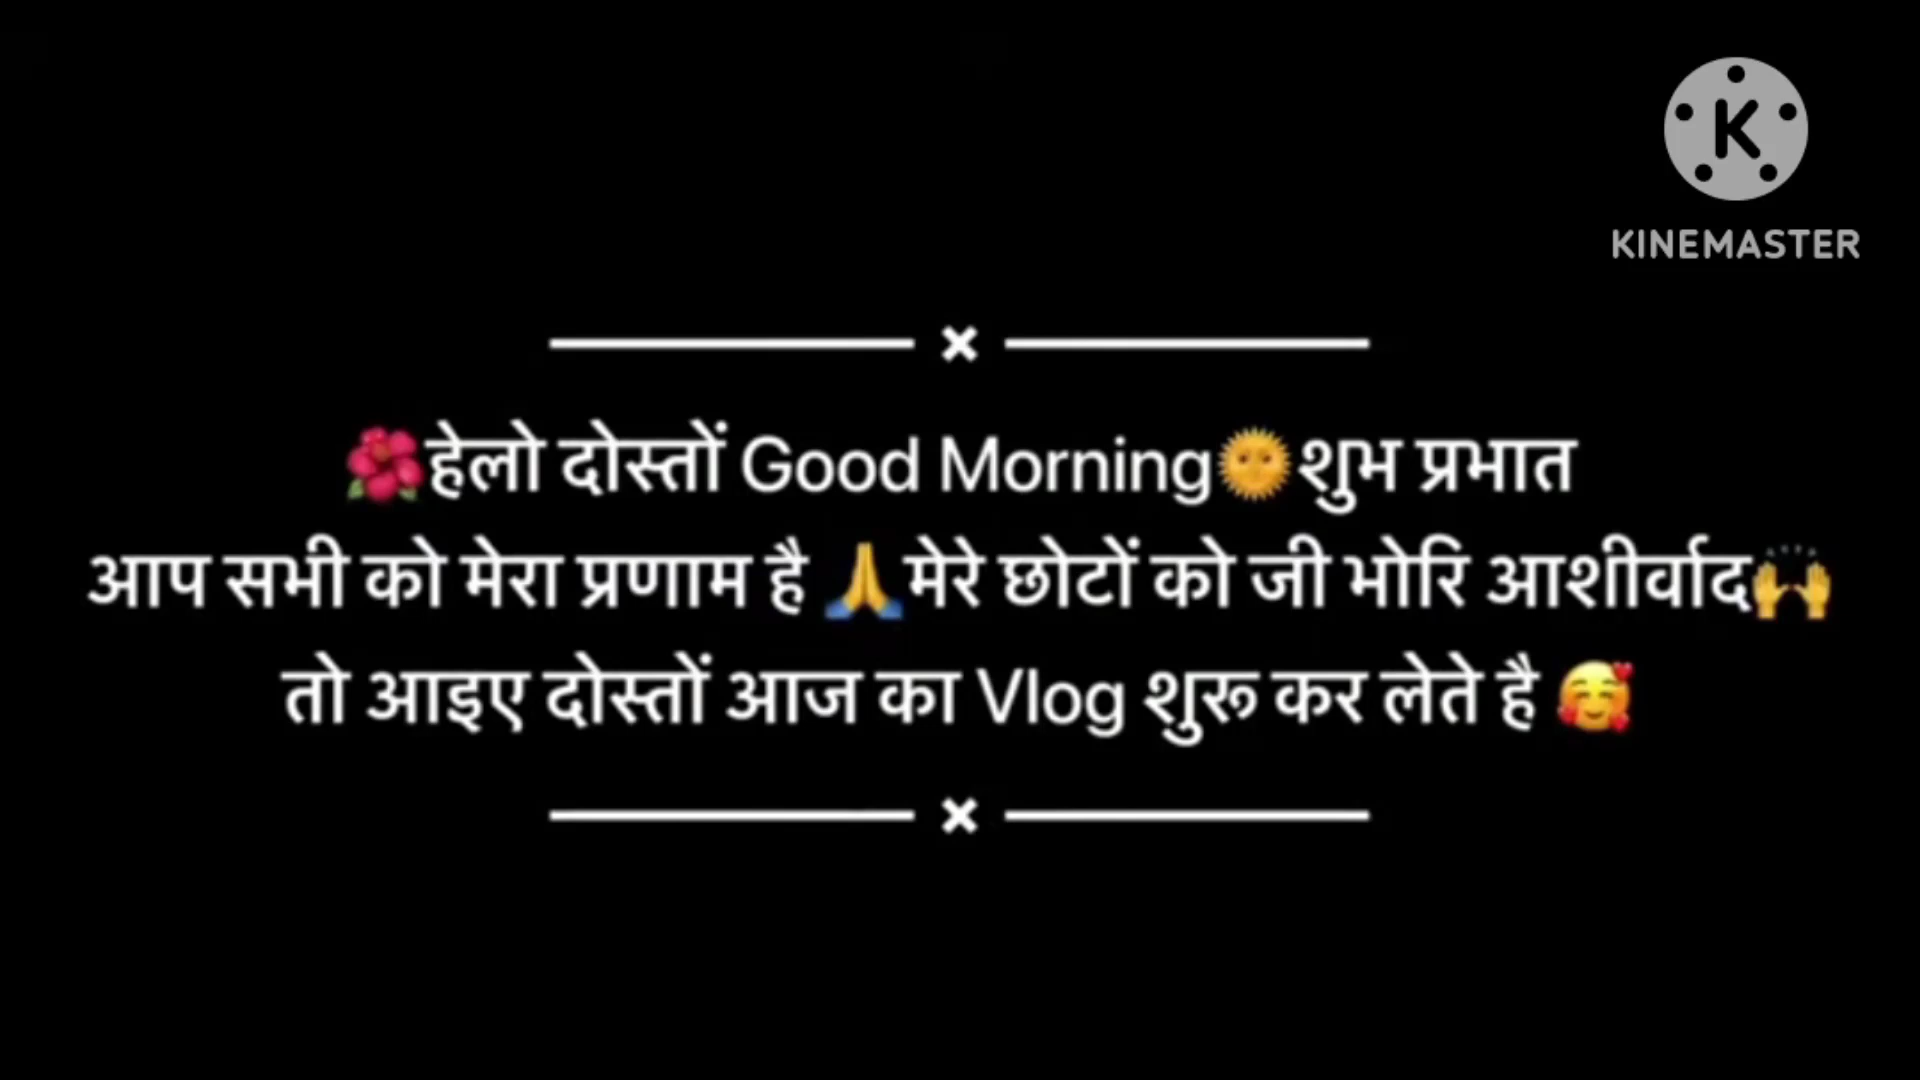 KINEMASTER
🌺हेलो दोस्तों Good Morning🌞शुभ प्रभात
आप सभी को मेरा प्रणाम है 🙏मेरे छोटों को जी भोरि आशीर्वाद🙌
तो आइए दोस्तों आज का Vlog शुरू कर लेते है 🥰